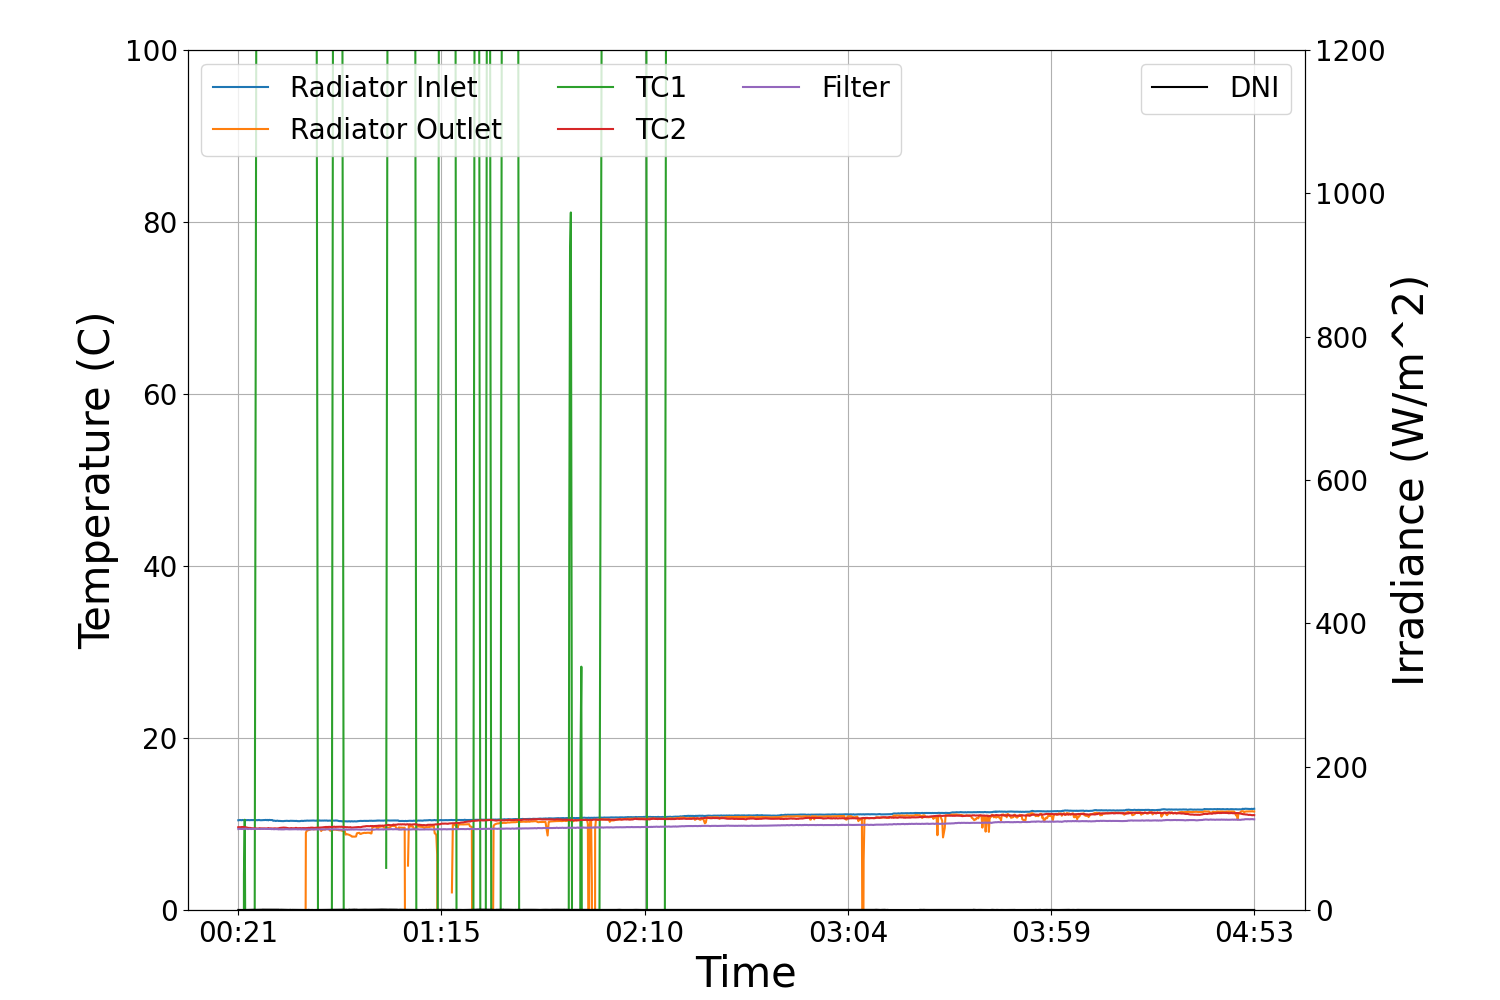 100
80
60
40
20
0
Temperature (C)
Radiator Inlet
Radiator Outlet
TC1
TC2
Filter
DNI
1200
1000
800
600
400
200
0
Irradiance (W/m^2)
00:21
01:15
02:10
03:04
03:59
04:53
Time